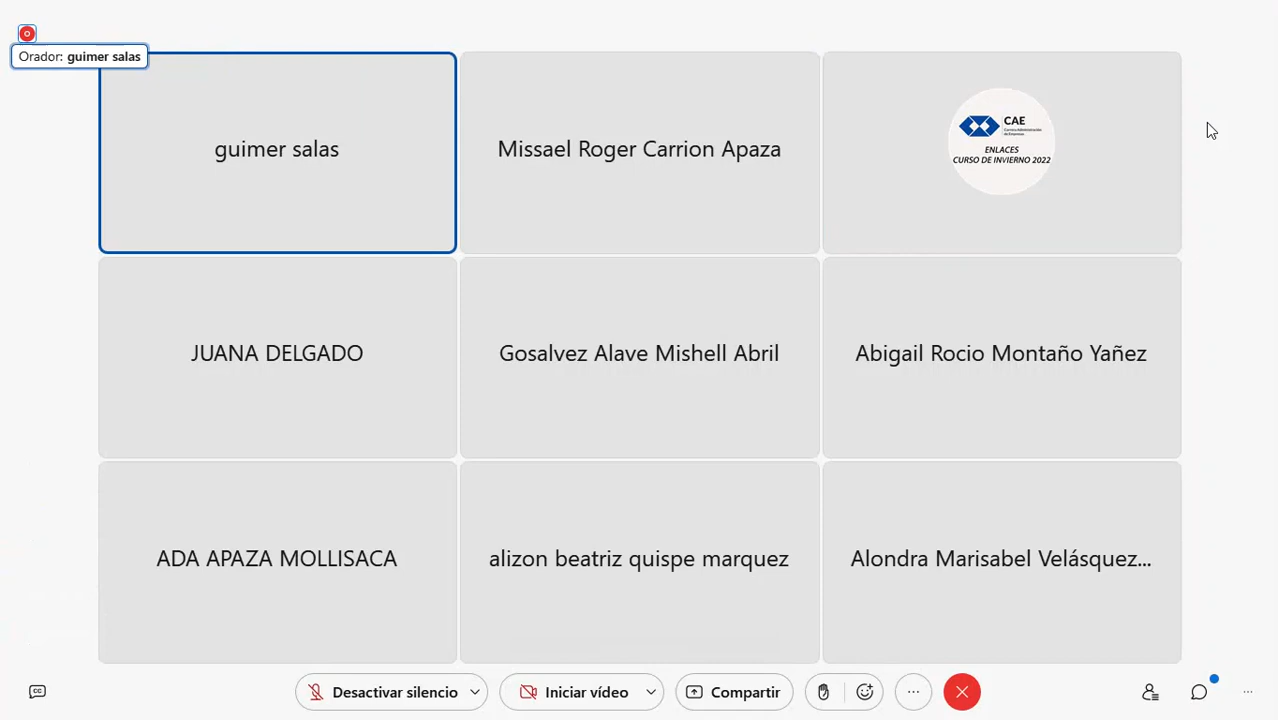 Orador: guimer salas
guimer salas
Missael Roger Carrion Apaza
CAE
ENLACES
CURSO DE INVIERNO 2022
JUANA DELGADO
Gosalvez Alave Mishell Abril
Abigail Rocio Montaño Yañez
ADA APAZA MOLLISACA
alizon beatriz quispe marquez
Alondra Marisabel Velásquez...
CC
Desactivar silencio
Iniciar vídeo
Compartir